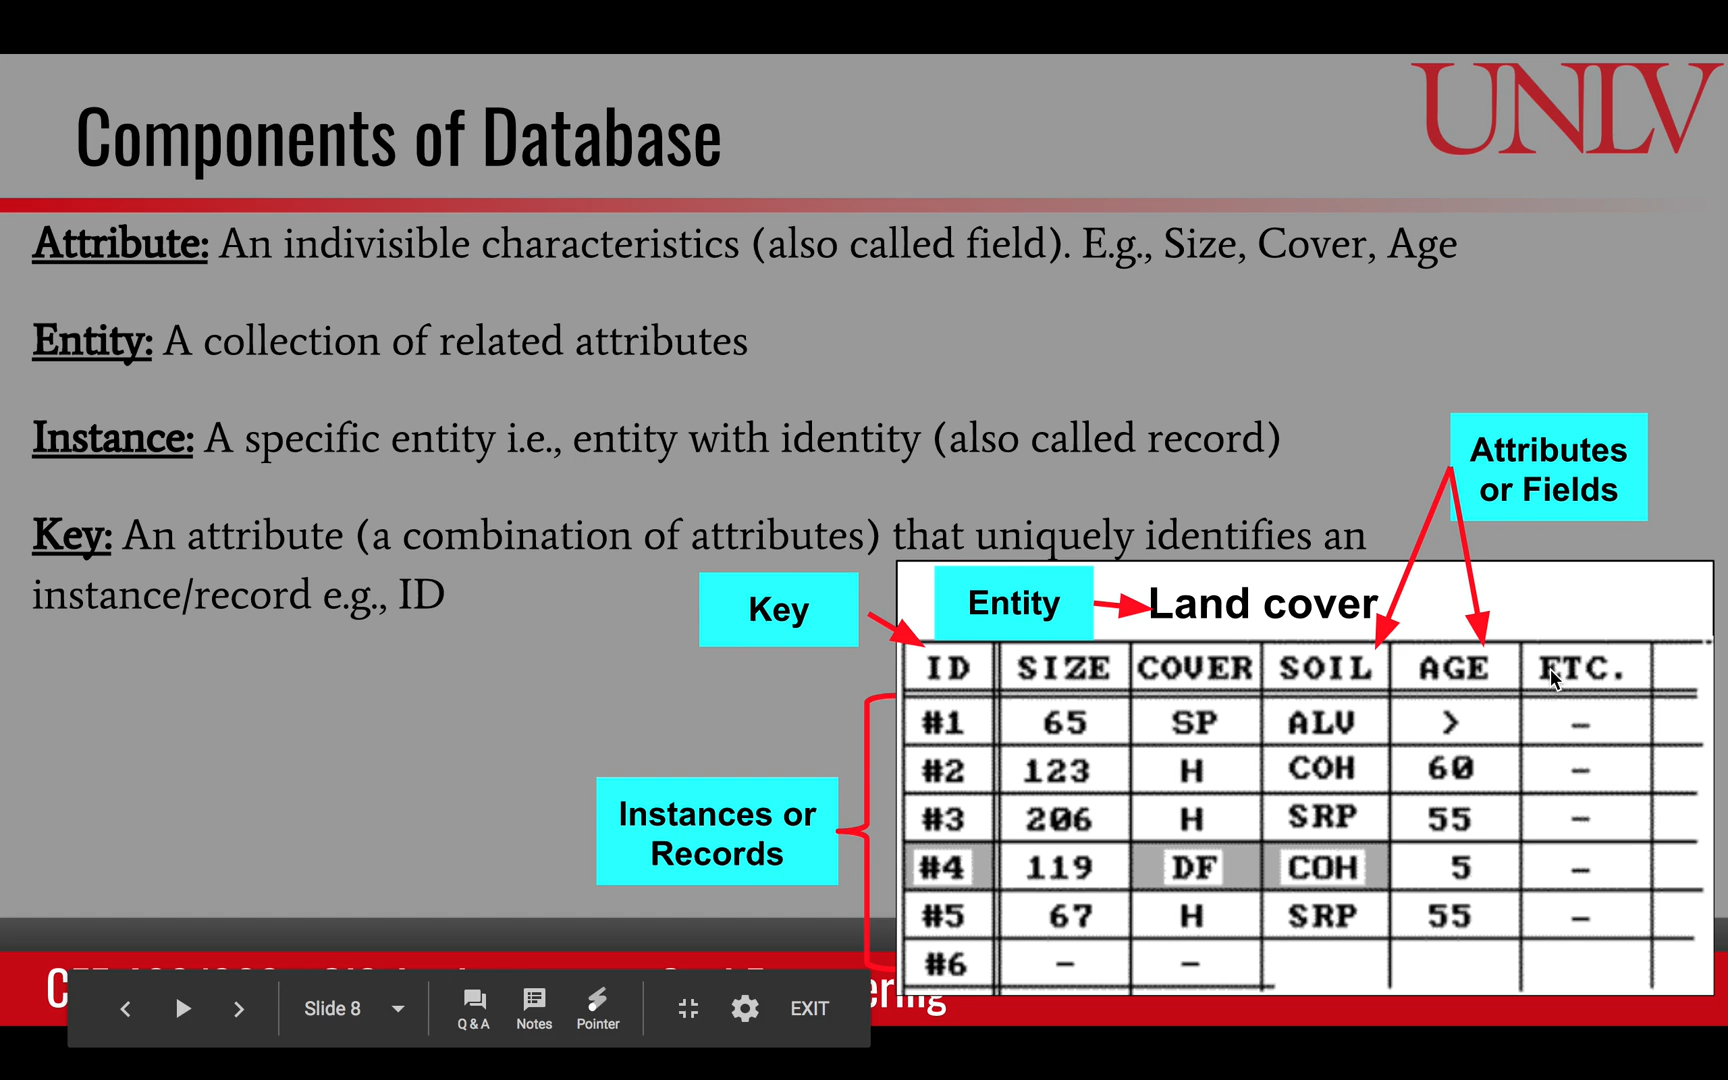 UNLV
Components of Database
Attribute: An indivisible characteristics (also called field). E.g., Size, Cover, Age
Entity: A collection of related attributes
Instance: A specific entity i.e., entity with identity (also called record)
Key: An attribute (a combination of attributes) that uniquely identifies an
instance/record e.g., ID
Attributes
or Fields
Key
Entity
Land cover
Instances or
Records
ID SIZE COVER SOIL AGE ETC.
#1 65 SP ALV > –
#2 123 H COH 60 –
#3 206 H SRP 55 –
#4 119 DF COH 5 –
#5 67 H SRP 55 –
#6 – –
Slide 8
Q & A
Notes
Pointer
EXIT